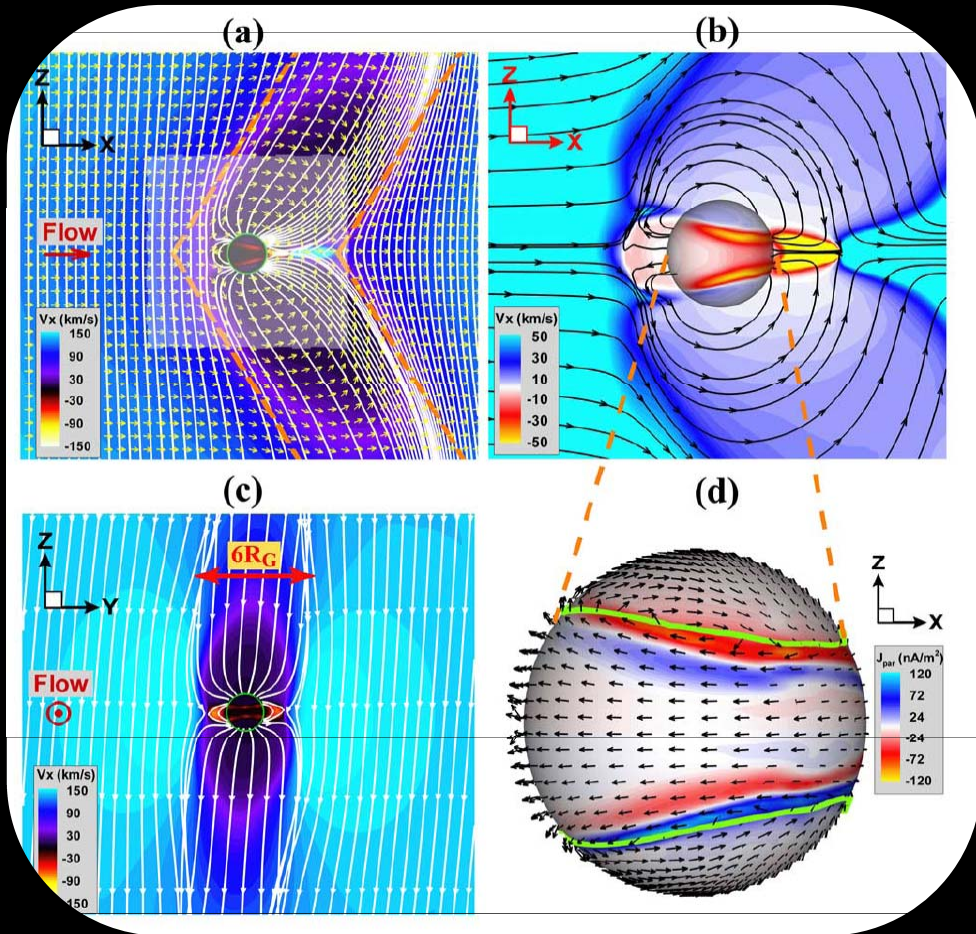 (a)
Z
X
Flow
Vx (km/s)
150
90
30
-30
-90
-150
(b)
Z
X
Vx (km/s)
50
30
10
-10
-30
-50
(c)
Z
Y
6RG
Flow
Vx (km/s)
150
90
30
-30
-90
150
(d)
Z
X
Jpar (nA/m²)
120
72
24
-24
-72
-120